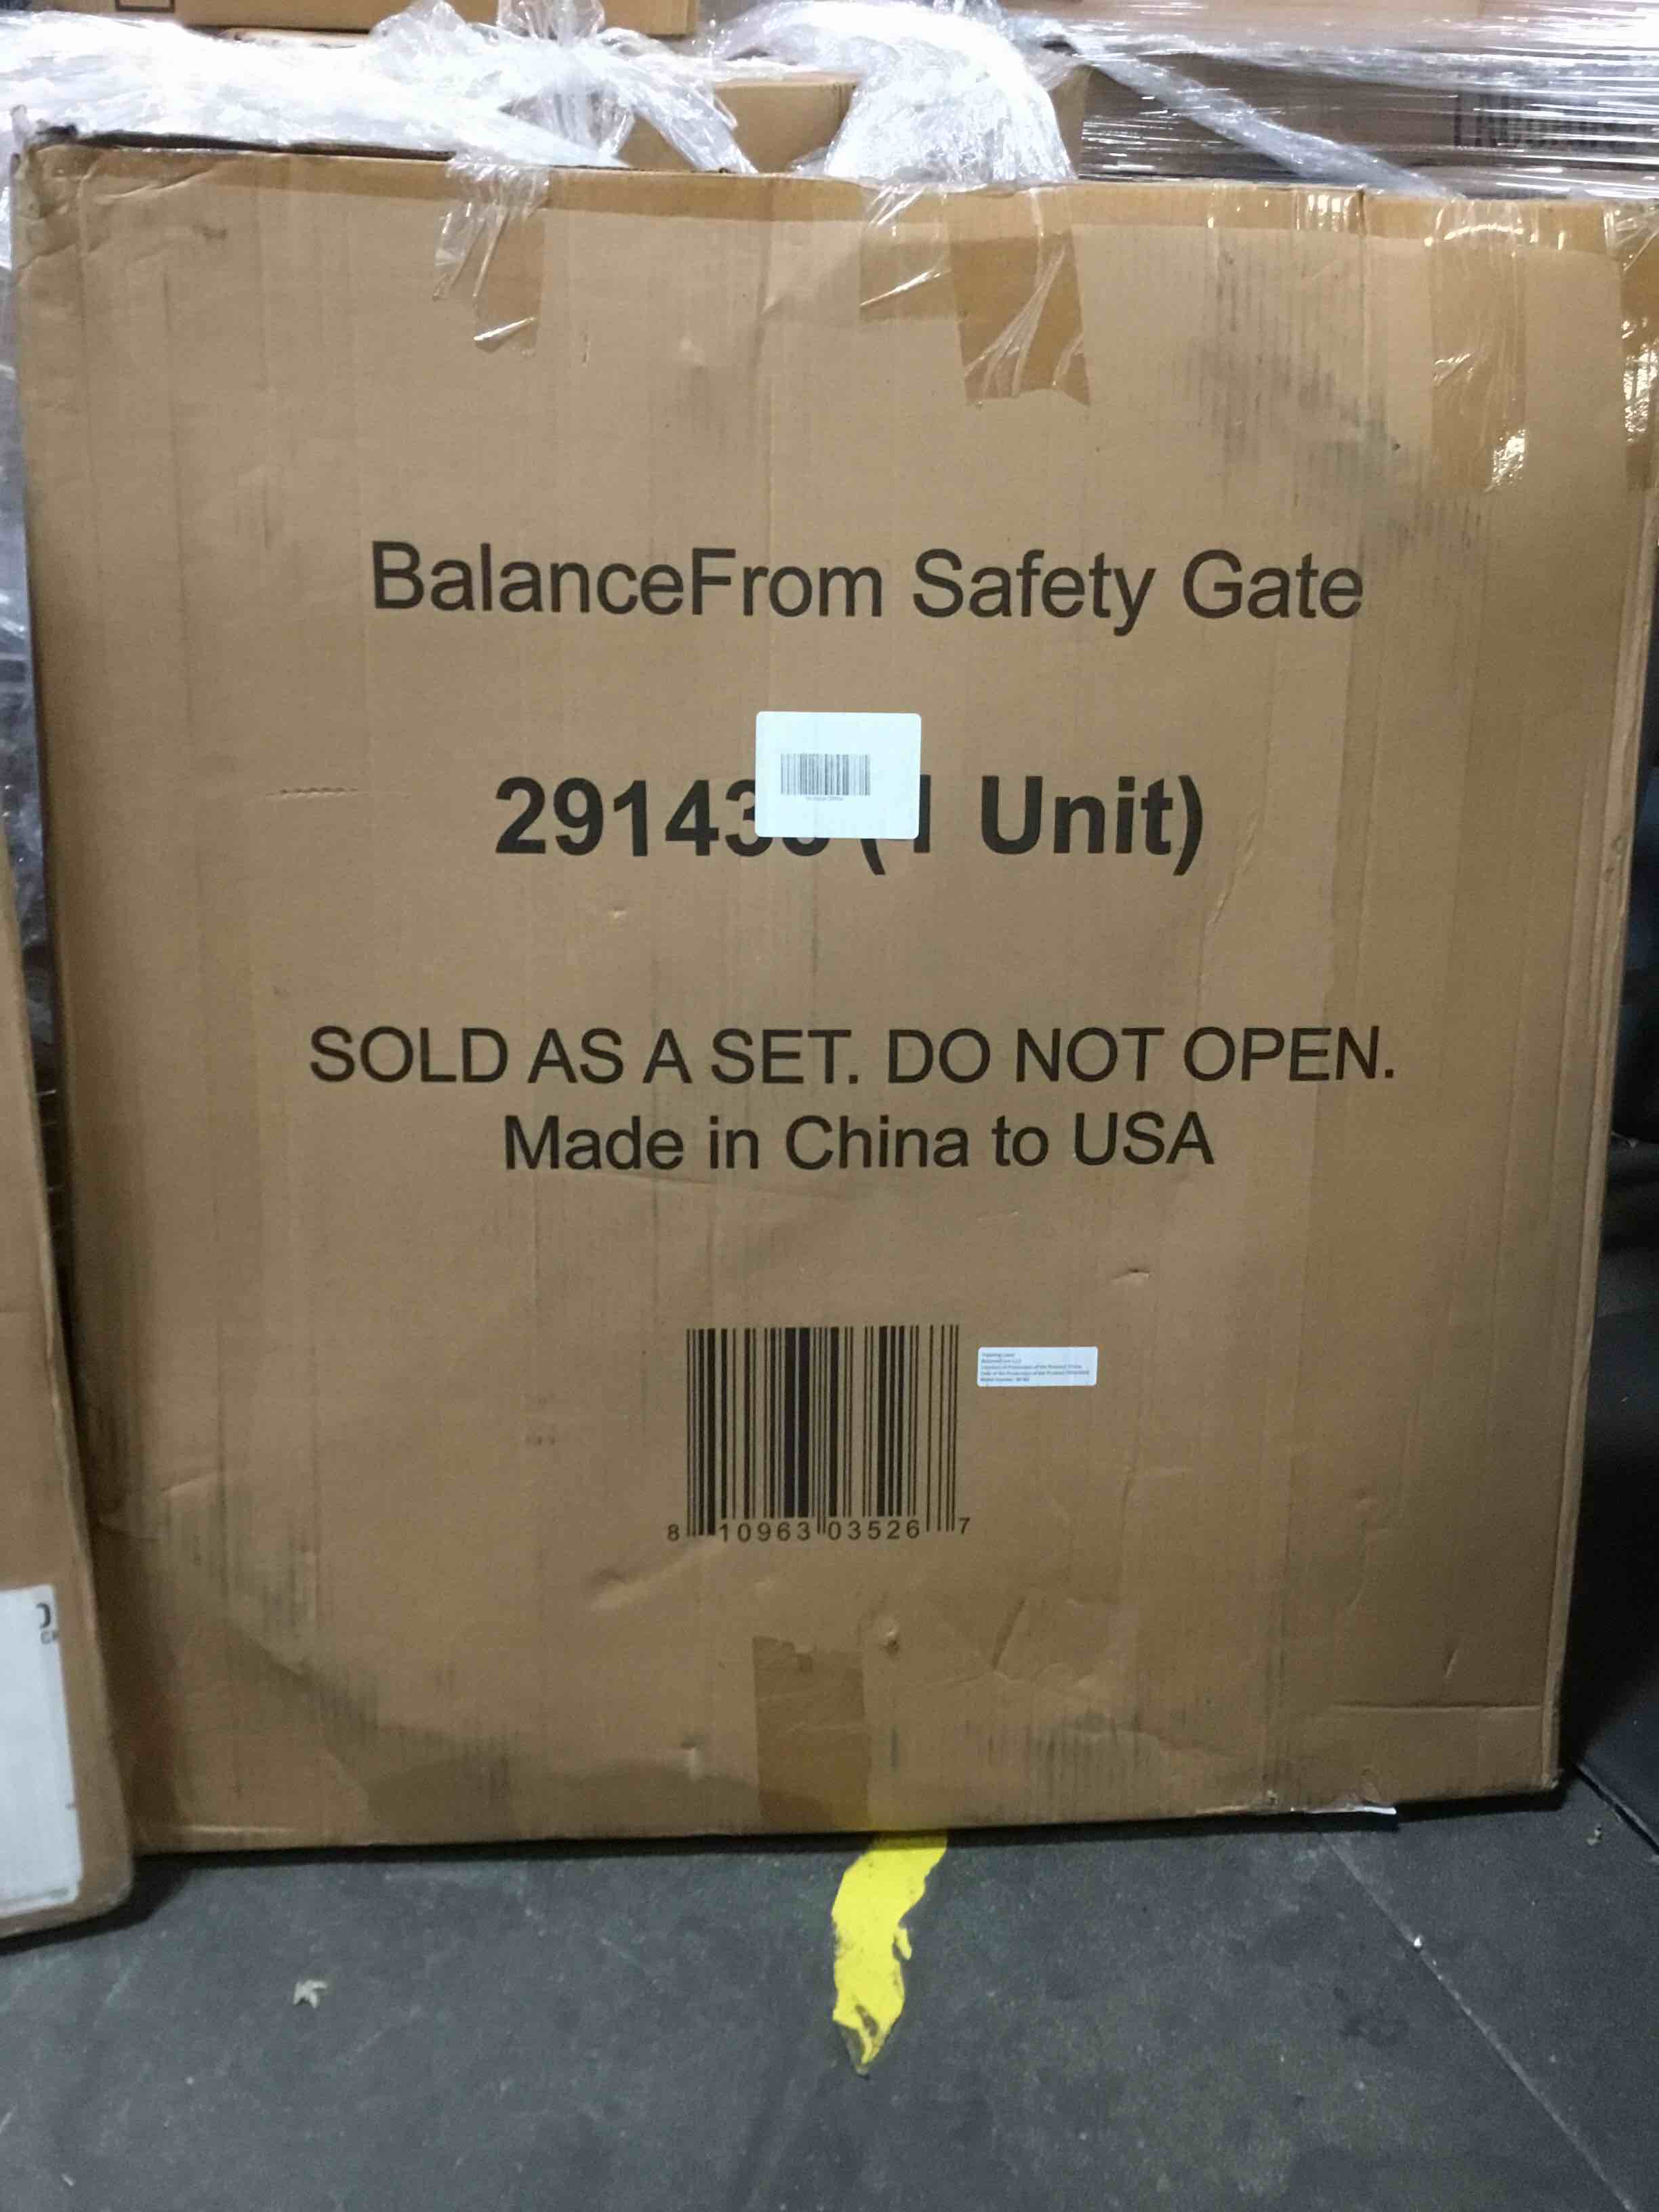 BalanceFrom Safety Gate
29143 (1 Unit)
SOLD AS A SET. DO NOT OPEN.
Made in China to USA
8 10963 03526 7